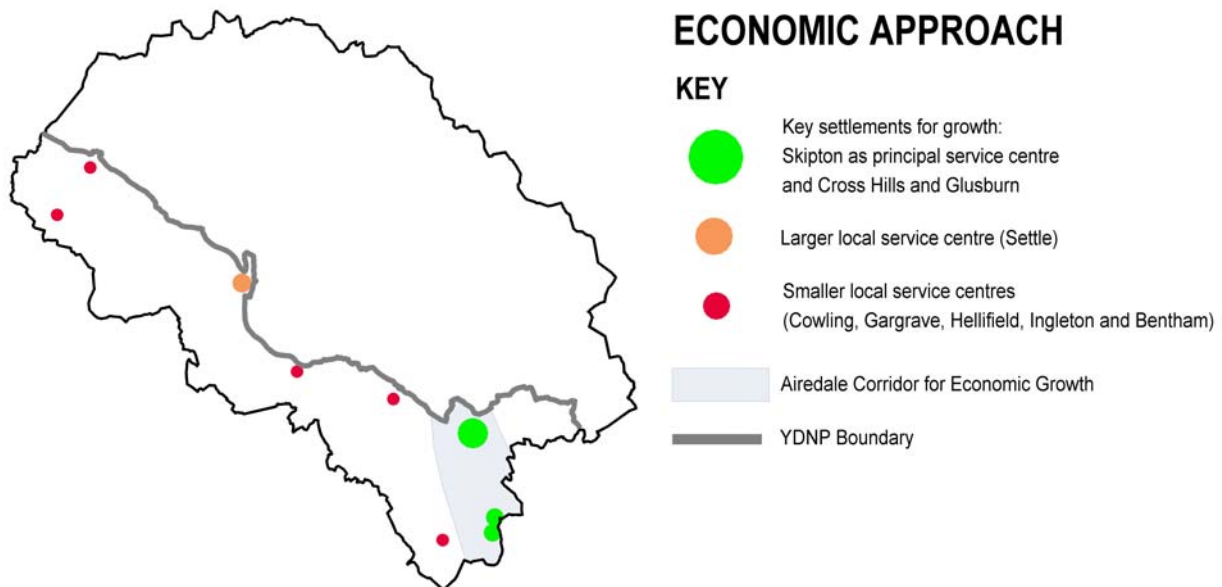 ECONOMIC APPROACH
KEY
Key settlements for growth:
Skipton as principal service centre
and Cross Hills and Glusburn
Larger local service centre (Settle)
Smaller local service centres
(Cowling, Gargrave, Hellifield, Ingleton and Bentham)
Airedale Corridor for Economic Growth
YDNP Boundary